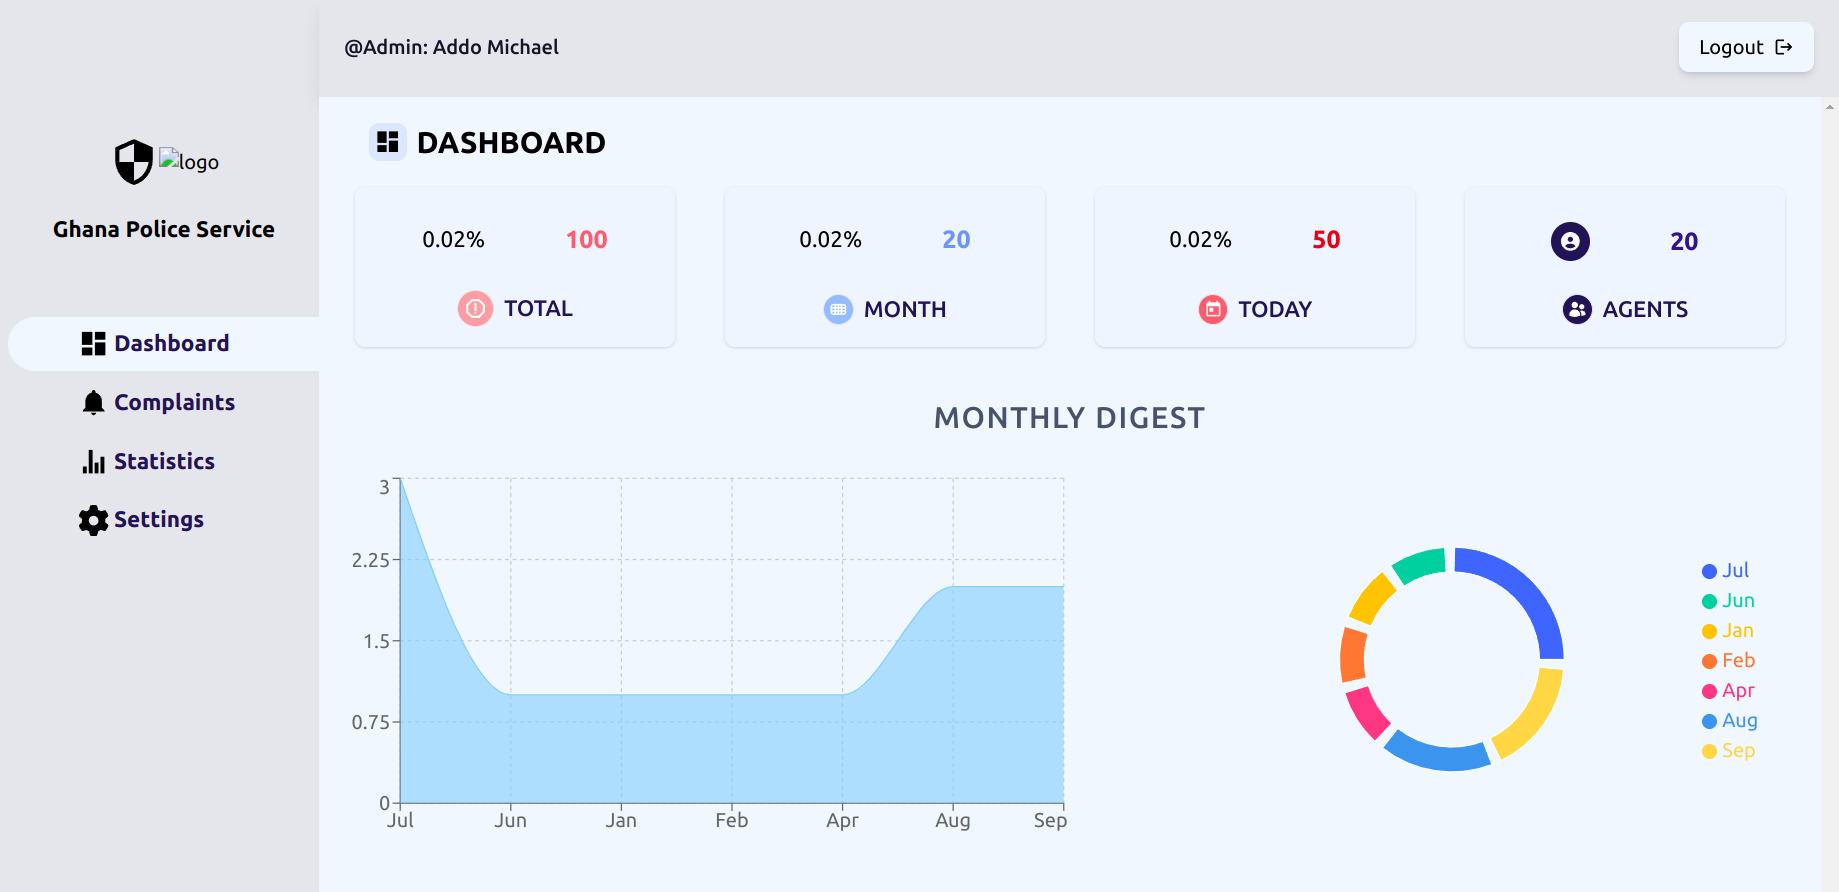 @Admin: Addo Michael
Logout
logo
Ghana Police Service
Dashboard
Complaints
Statistics
Settings
DASHBOARD
0.02% 100
TOTAL
0.02% 20
MONTH
0.02% 50
TODAY
20
AGENTS
MONTHLY DIGEST
3
2.25
1.5
0.75
0
Jul Jun Jan Feb Apr Aug Sep
Jul
Jun
Jan
Feb
Apr
Aug
Sep